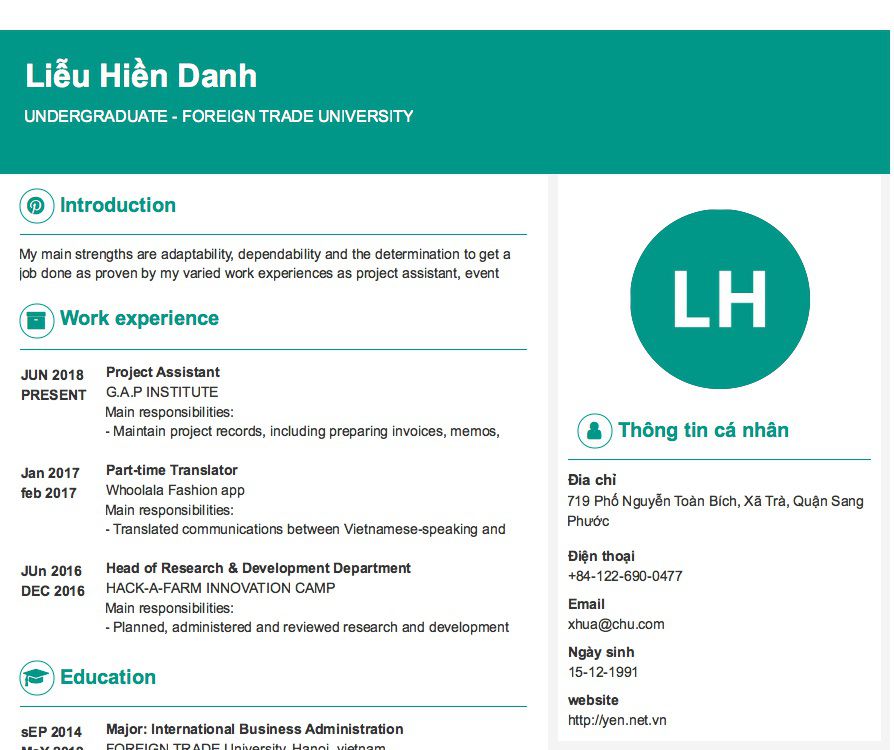 Liễu Hiền Danh
UNDERGRADUATE - FOREIGN TRADE UNIVERSITY
Introduction
My main strengths are adaptability, dependability and the determination to get a
job done as proven by my varied work experiences as project assistant, event
Work experience
JUN 2018
PRESENT
Project Assistant
G.A.P INSTITUTE
Main responsibilities:
- Maintain project records, including preparing invoices, memos,
Jan 2017
feb 2017
Part-time Translator
Whoolala Fashion app
Main responsibilities:
- Translated communications between Vietnamese-speaking and
JUn 2016
DEC 2016
Head of Research & Development Department
HACK-A-FARM INNOVATION CAMP
Main responsibilities:
- Planned, administered and reviewed research and development
Education
sEP 2014
MaY 2018
Major: International Business Administration
FOREIGN TRADE University, Hanoi, vietnam
LH
Thông tin cá nhân
Đia chỉ
719 Phố Nguyễn Toàn Bích, Xã Trà, Quận Sang
Phước
Điện thoại
+84-122-690-0477
Email
xhua@chu.com
Ngày sinh
15-12-1991
website
http://yen.net.vn